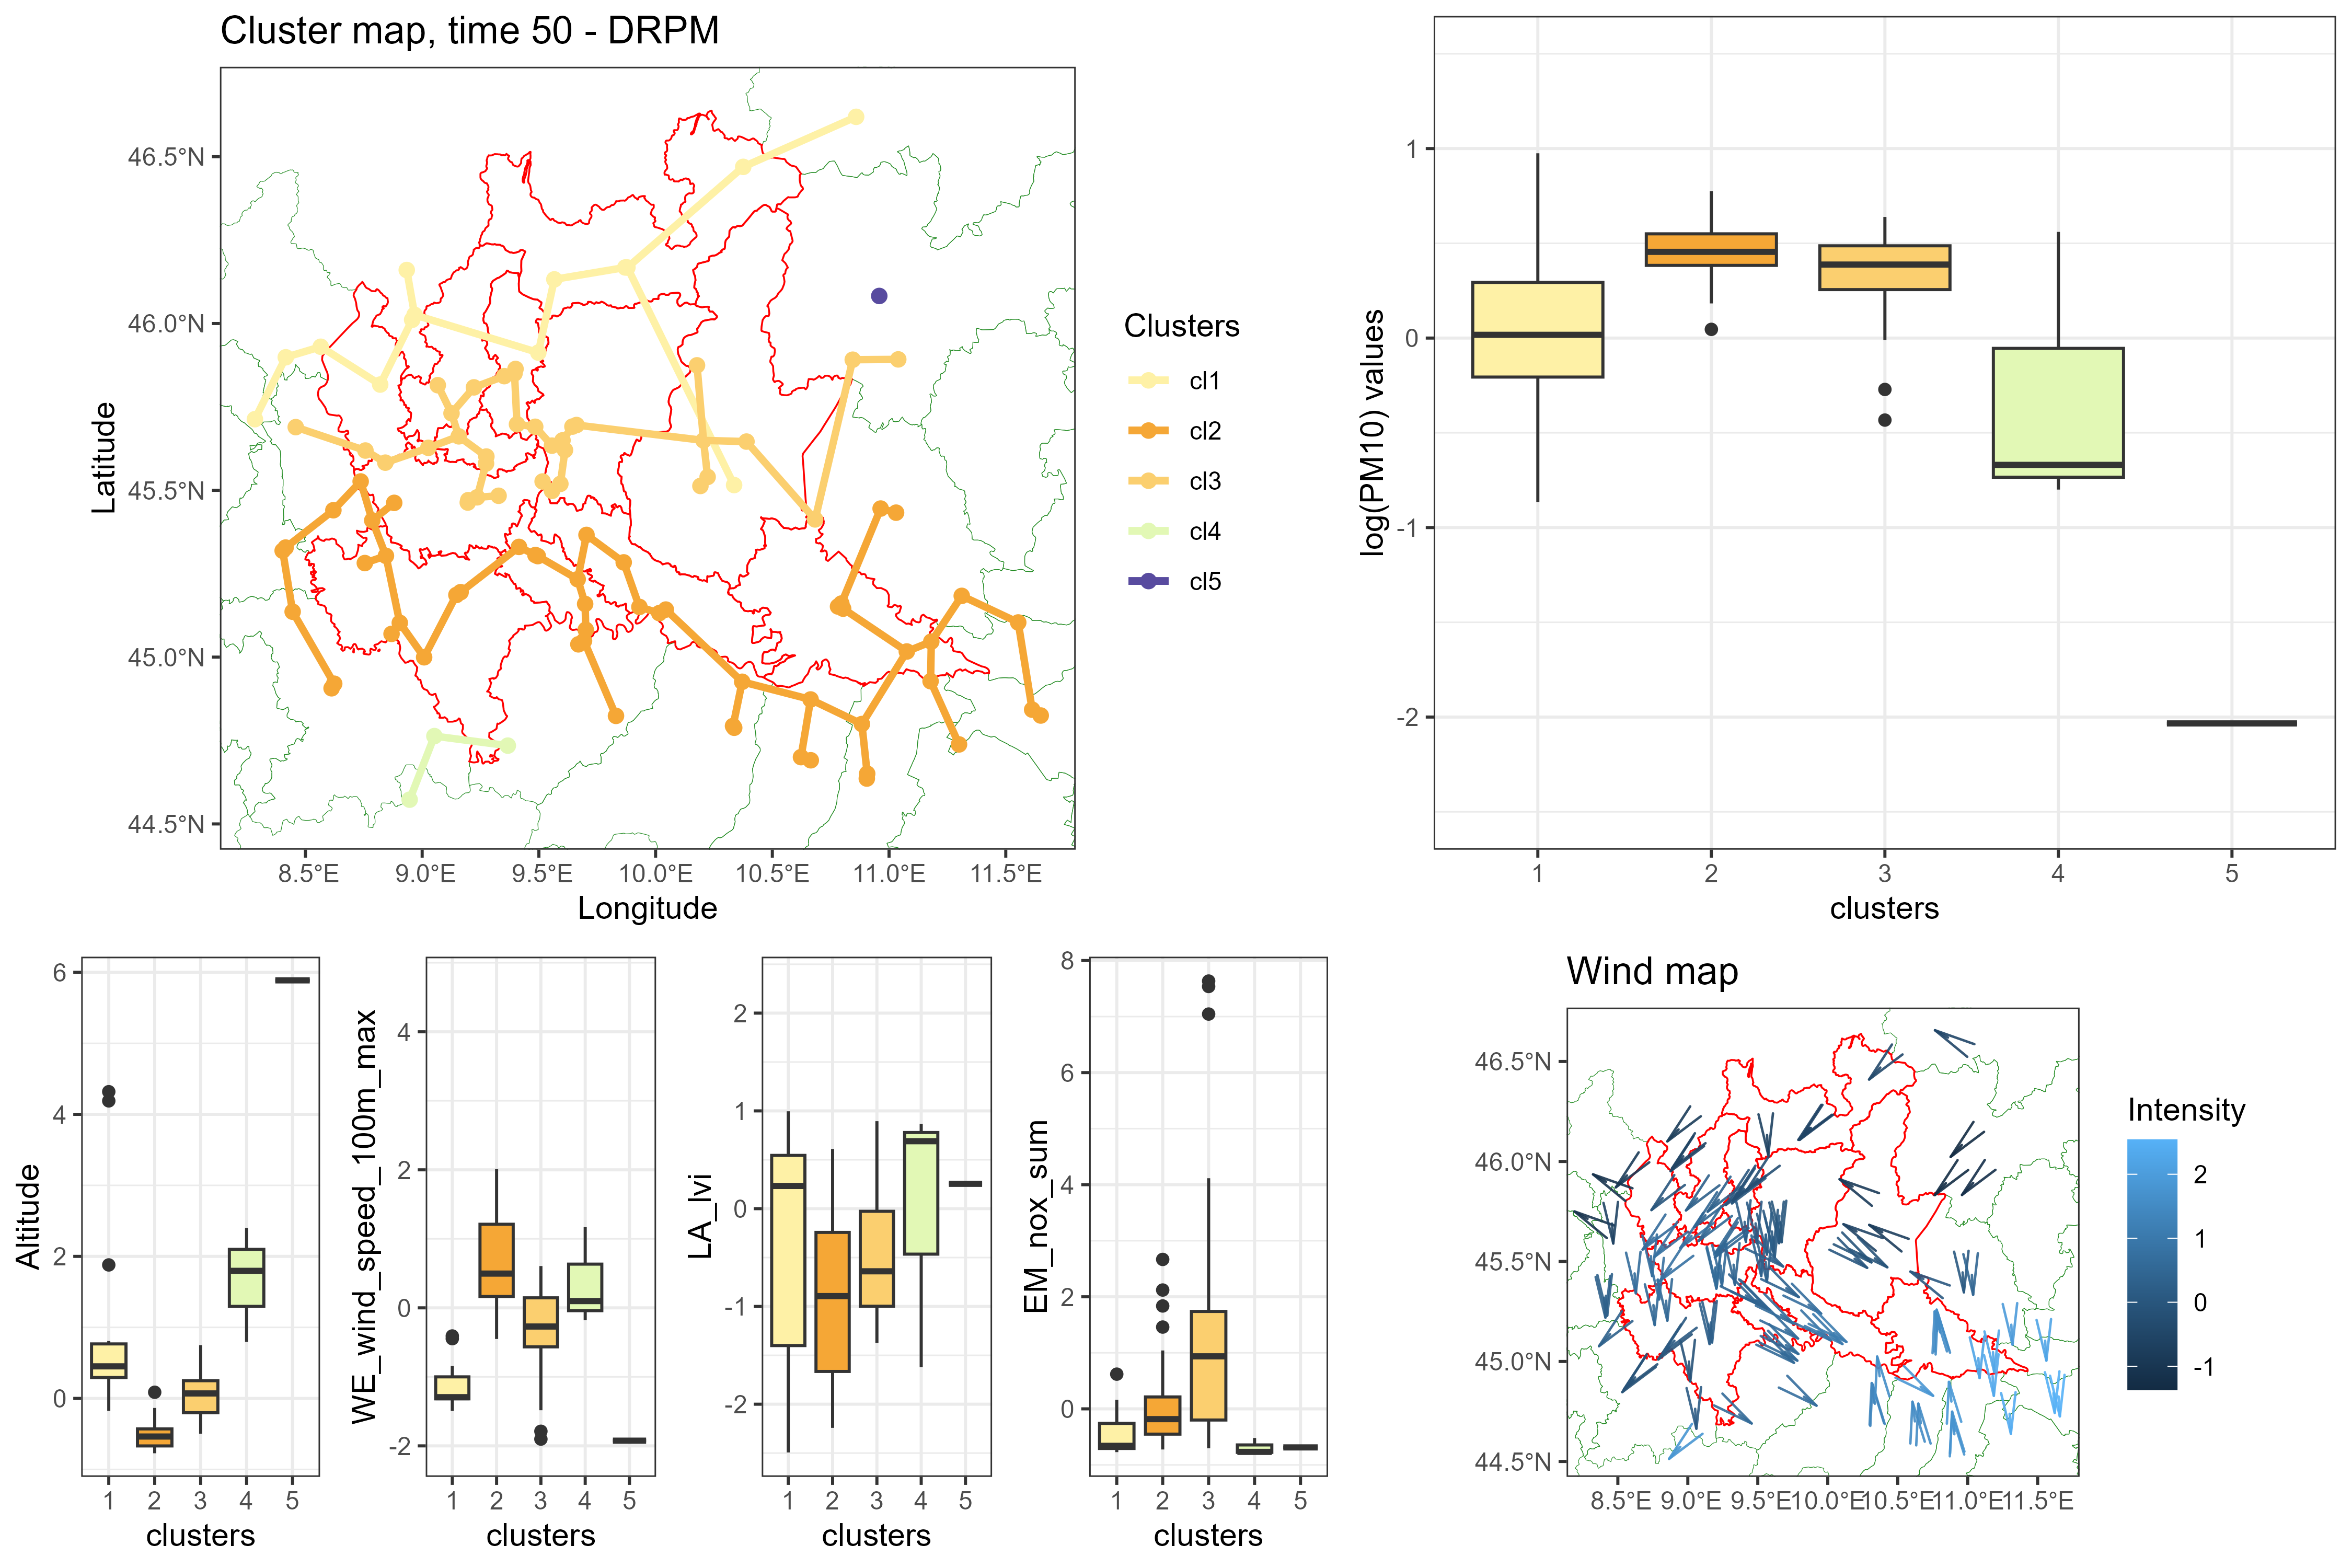 Cluster map, time 50 - DRPM
46.5°N
46.0°N
45.5°N
45.0°N
44.5°N
Latitude
8.5°E 9.0°E 9.5°E 10.0°E 10.5°E 11.0°E 11.5°E
Longitude
Clusters
cl1
cl2
cl3
cl4
cl5
log(PM10) values
1
0
-1
-2
1 2 3 4 5
clusters
Altitude
6
4
2
0
1 2 3 4 5
clusters
WE_wind_speed_100m_max
4
2
0
-2
1 2 3 4 5
clusters
LA_lvi
2
1
0
-1
-2
1 2 3 4 5
clusters
EM_nox_sum
8
6
4
2
0
1 2 3 4 5
clusters
Wind map
46.5°N
46.0°N
45.5°N
45.0°N
44.5°N
8.5°E 9.0°E 9.5°E 10.0°E 10.5°E 11.0°E 11.5°E
Intensity
2
1
0
-1